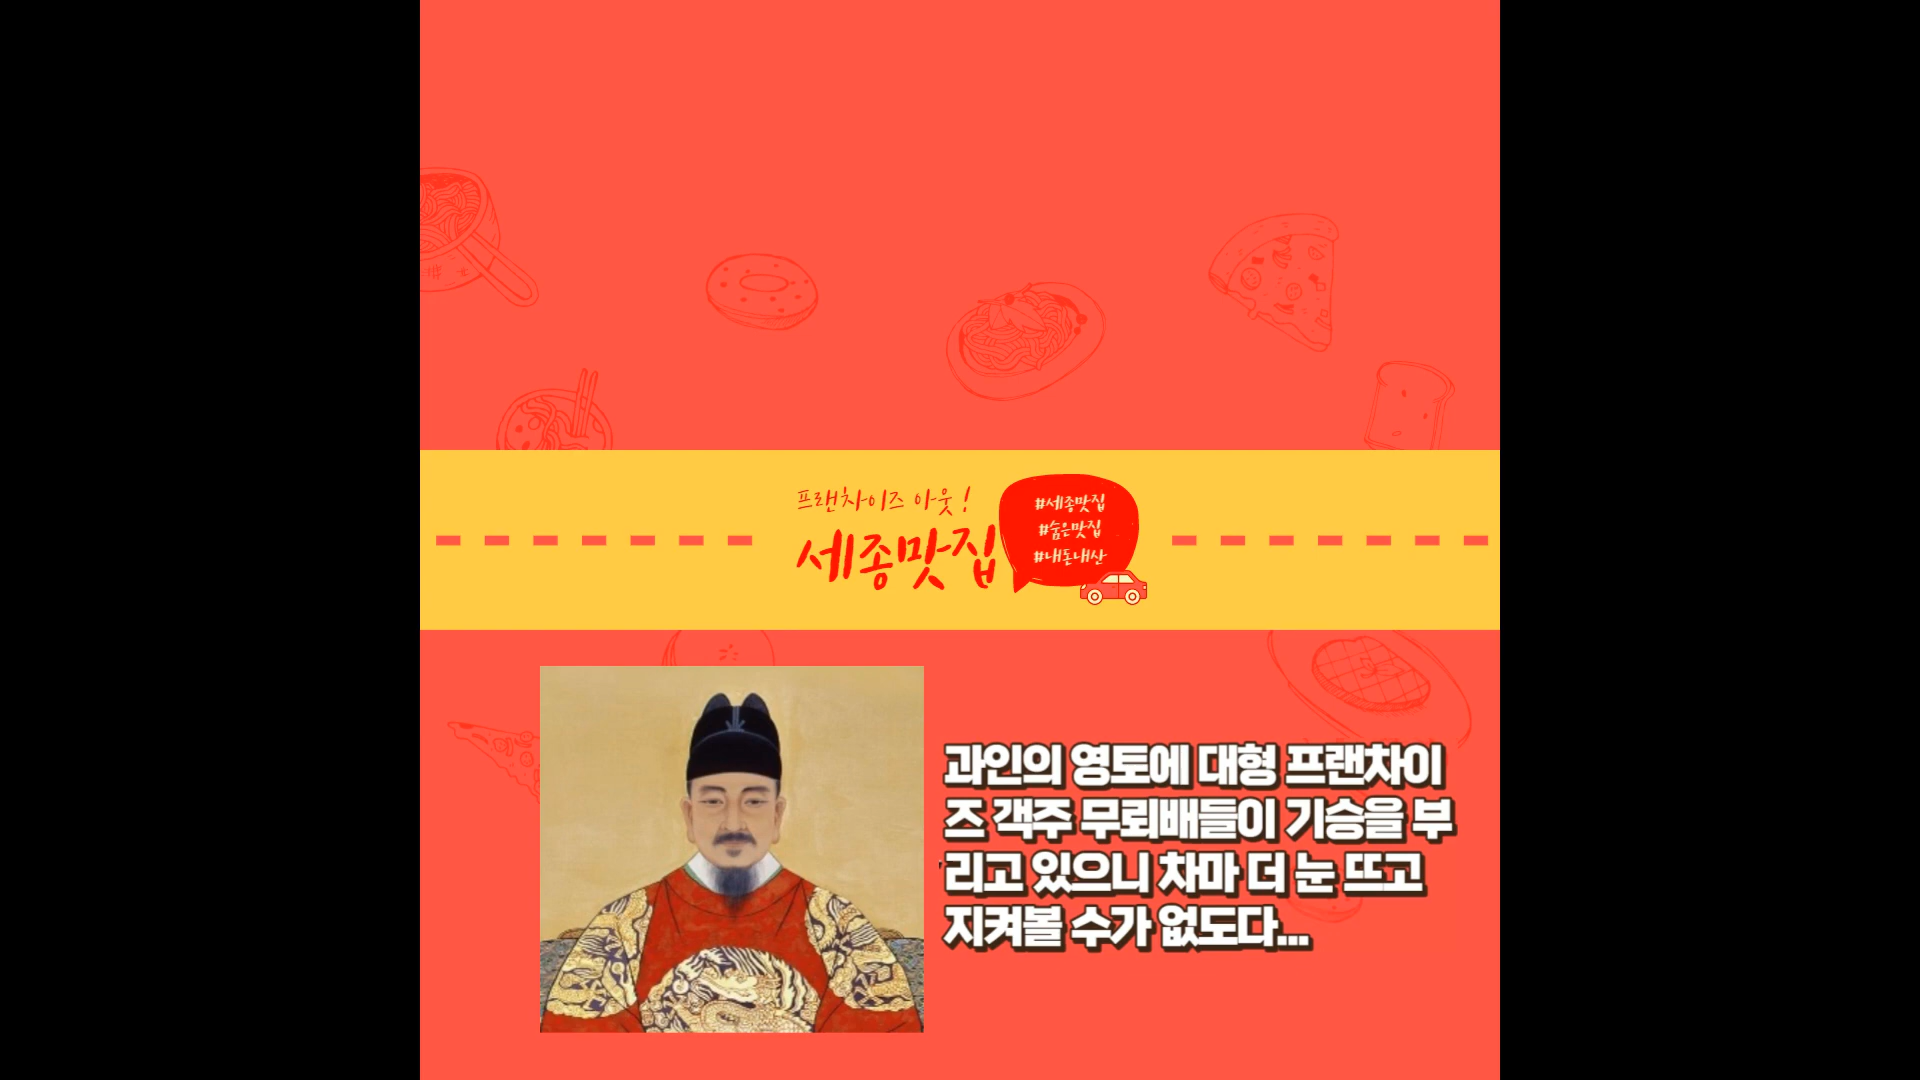 프랜차이즈 아웃!
세종맛집
#세종맛집
#숨은맛집
#내돈내산
과인의 영토에 대형 프랜차이
즈 객주 무뢰배들이 기승을 부
리고 있으니 차마 더 눈 뜨고
지켜볼 수가 없도다...